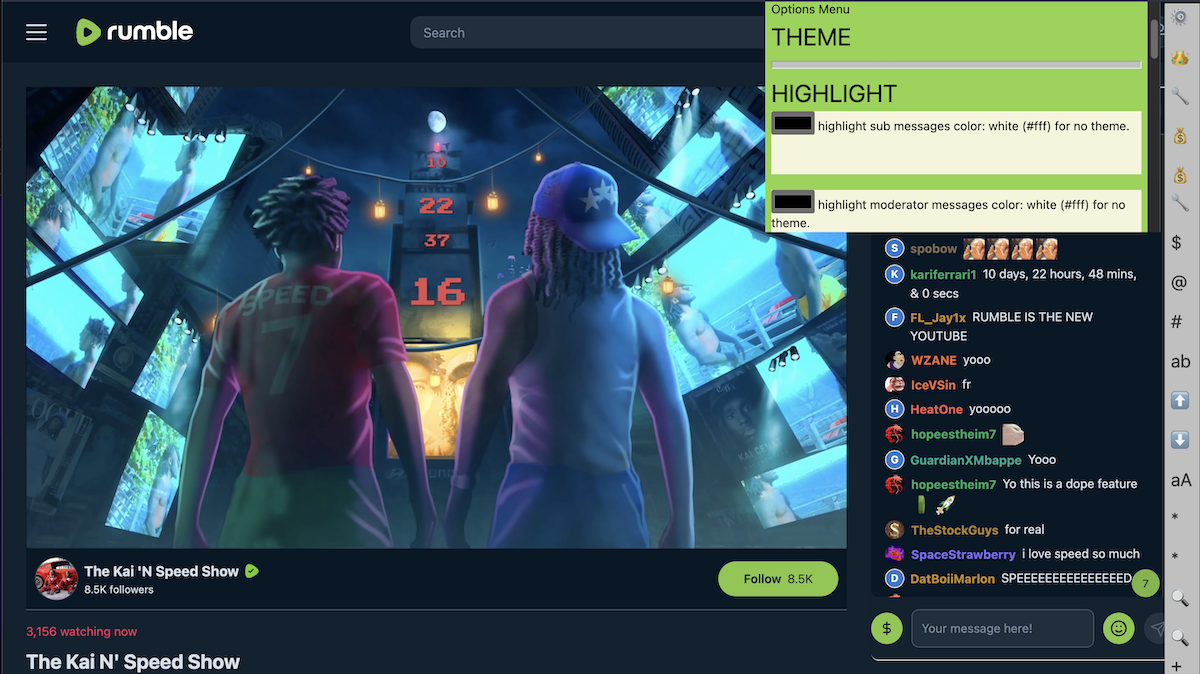 rumble
Search
Options Menu
THEME
HIGHLIGHT
highlight sub messages color: white (#fff) for no theme.
highlight moderator messages color: white (#fff) for no
theme.
10
22
37
16
SPEED
7
S spobow
K kariferrari1 10 days, 22 hours, 48 mins,
& 0 secs
F FL_Jay1x RUMBLE IS THE NEW
YOUTUBE
WZANE yooo
IceVSin fr
H HeatOne yooooo
hopeestheim7
G GuardianXMbappe Yooo
hopeestheim7 Yo this is a dope feature
S TheStockGuys for real
SpaceStrawberry i love speed so much
D DatBoiiMarlon SPEEEEEEEEEEEEEEED
7
$ Your message here!
The Kai 'N Speed Show
8.5K followers
Follow 8.5K
3,156 watching now
The Kai N' Speed Show
$
@
#
ab
aA
*
*
+